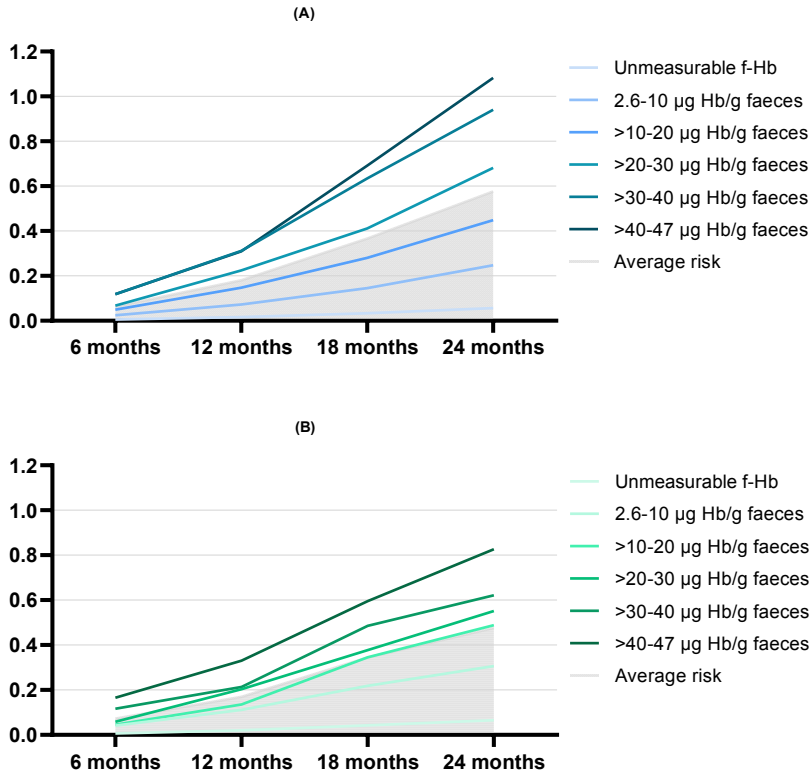 (A)
1.2
1.0
0.8
0.6
0.4
0.2
0.0
6 months 12 months 18 months 24 months
Unmeasurable f-Hb
2.6-10 µg Hb/g faeces
>10-20 µg Hb/g faeces
>20-30 µg Hb/g faeces
>30-40 µg Hb/g faeces
>40-47 µg Hb/g faeces
Average risk
(B)
1.2
1.0
0.8
0.6
0.4
0.2
0.0
6 months 12 months 18 months 24 months
Unmeasurable f-Hb
2.6-10 µg Hb/g faeces
>10-20 µg Hb/g faeces
>20-30 µg Hb/g faeces
>30-40 µg Hb/g faeces
>40-47 µg Hb/g faeces
Average risk